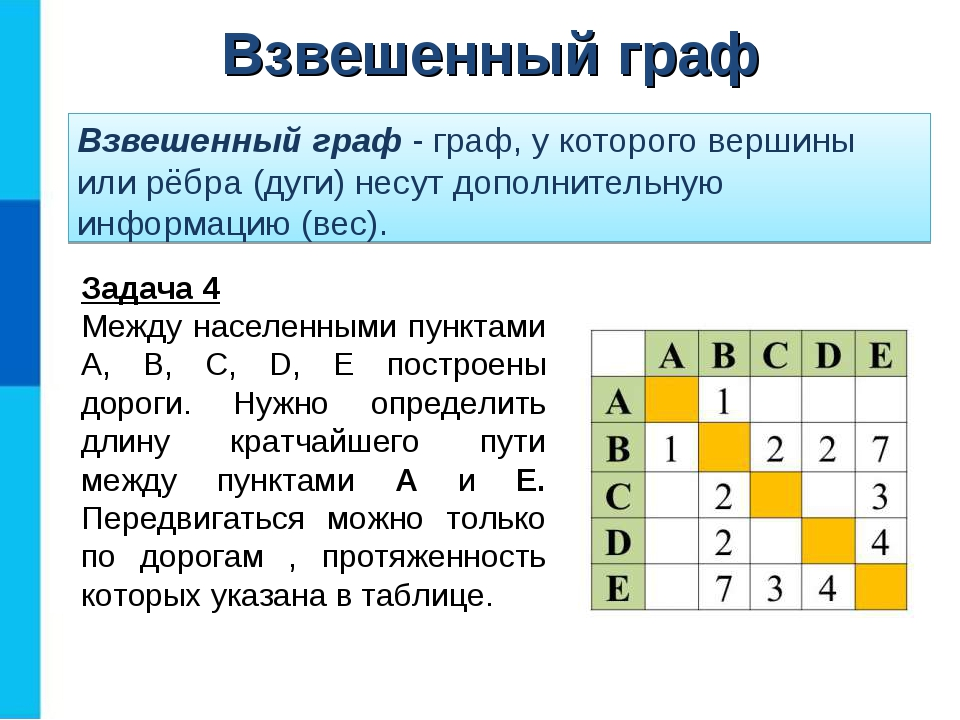 Взвешенный граф
Взвешенный граф - граф, у которого вершины
или рёбра (дуги) несут дополнительную
информацию (вес).
Задача 4
Между населенными пунктами
A, B, C, D, E построены
дороги. Нужно определить
длину кратчайшего пути
между пунктами A и E.
Передвигаться можно только
по дорогам , протяженность
которых указана в таблице.
A B C D E
A 1
B 1 2 2 7
C 2 3
D 2 4
E 7 3 4